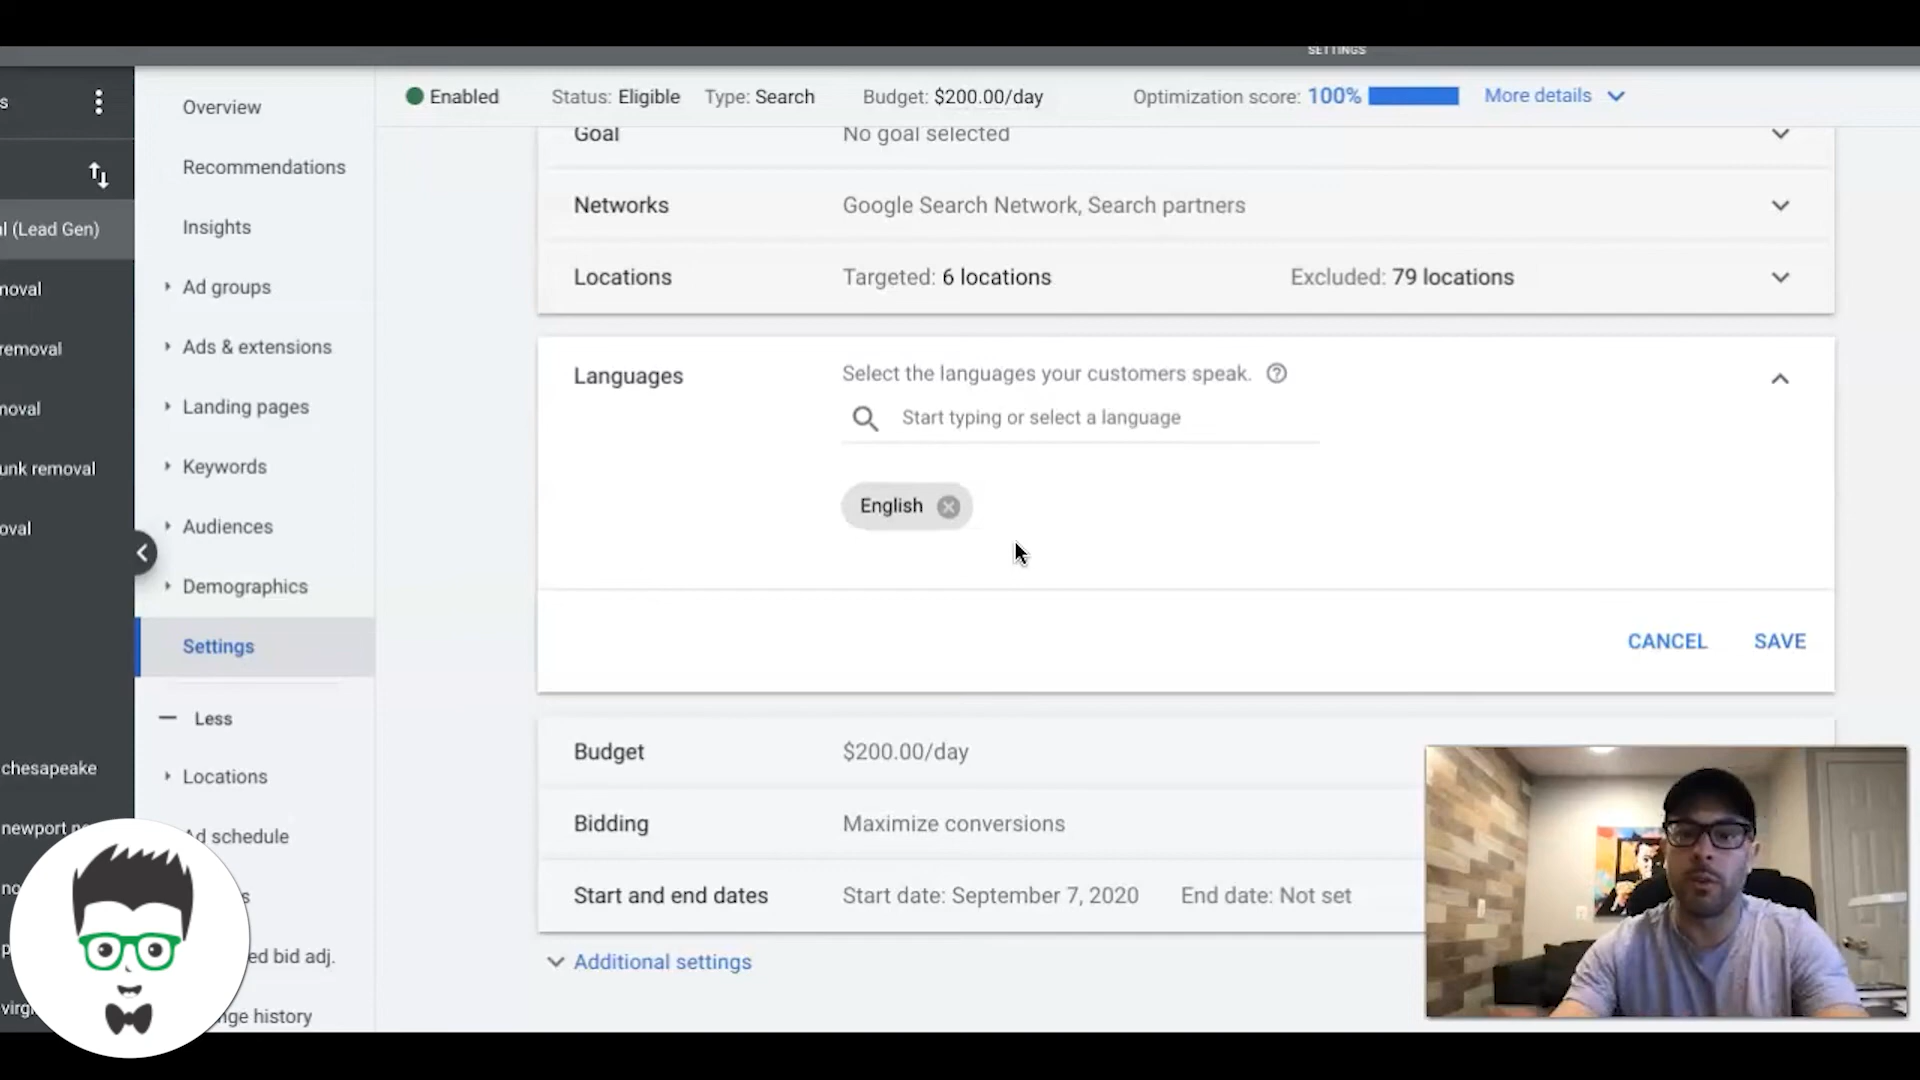 SETTINGS
s
Enabled
Status: Eligible
Type: Search
Budget: $200.00/day
Optimization score: 100%
More details
l (Lead Gen)
noval
removal
noval
unk removal
oval
chesapeake
newport
no
virg
Overview
Recommendations
Insights
Ad groups
Ads & extensions
Landing pages
Keywords
Audiences
Demographics
Settings
Less
Locations
d schedule
s
ed bid adj.
nge history
Goal
No goal selected
Networks
Google Search Network, Search partners
Locations
Targeted: 6 locations
Excluded: 79 locations
Languages
Select the languages your customers speak.
Start typing or select a language
English
CANCEL
SAVE
Budget
$200.00/day
Bidding
Maximize conversions
Start and end dates
Start date: September 7, 2020
End date: Not set
Additional settings